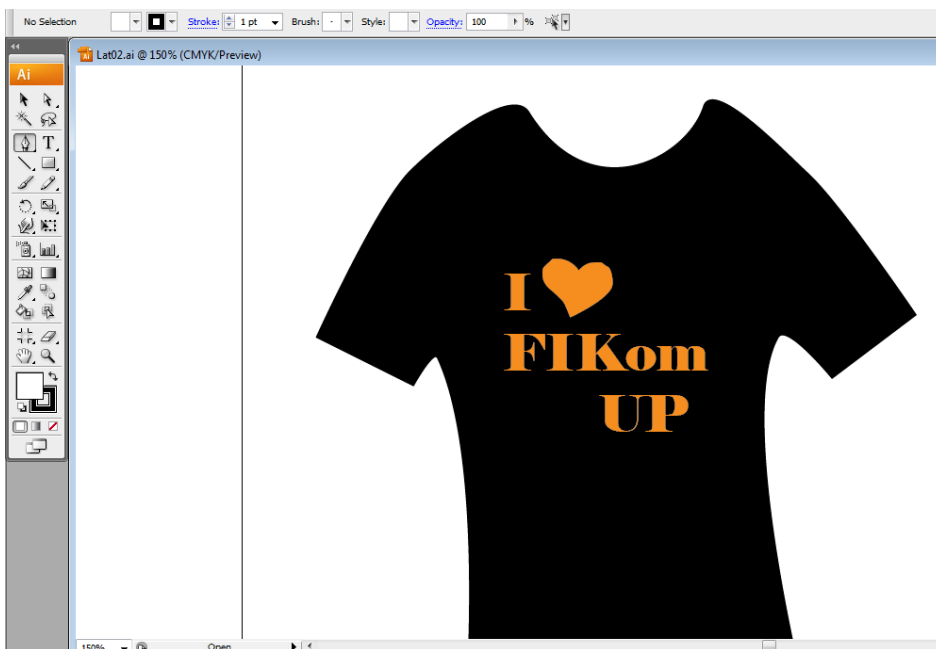 No Selection Stroke: 1 pt Brush: Style: Opacity: 100 %
Ai
Lat02.ai @ 150% (CMYK/Preview)
T
I
FIKom
UP
150% Open